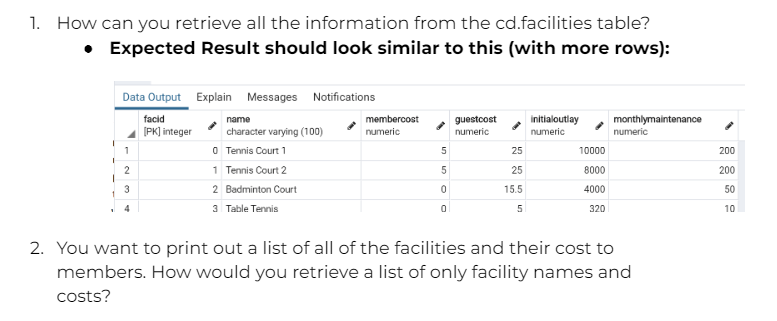 1. How can you retrieve all the information from the cd.facilities table?
• Expected Result should look similar to this (with more rows):
Data Output Explain Messages Notifications
facid name membercost guestcost initialoutlay monthlymaintenance
[PK] integer character varying (100) numeric numeric numeric numeric
1 0 Tennis Court 1 5 25 10000 200
2 1 Tennis Court 2 5 25 8000 200
3 2 Badminton Court 0 15.5 4000 50
4 3 Table Tennis 0 5 320 10
2. You want to print out a list of all of the facilities and their cost to
members. How would you retrieve a list of only facility names and
costs?